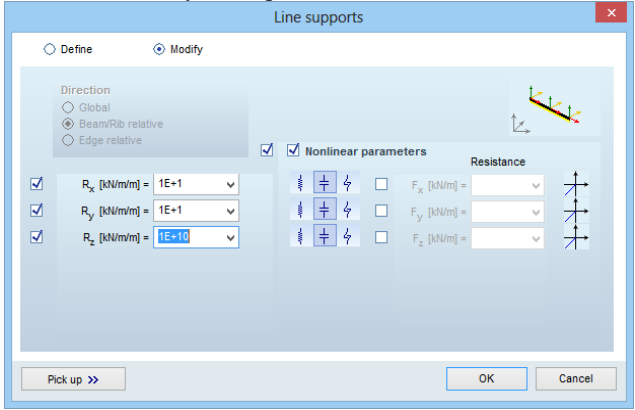 Line supports
Define Modify
Direction
Global
Beam/Rib relative
Edge relative
Nonlinear parameters
Resistance
Rx [kN/m/m] = 1E+1 Fx [kN/m] =
Ry [kN/m/m] = 1E+1 Fy [kN/m] =
Rz [kN/m/m] = 1E+10 Fz [kN/m] =
Pick up >> OK Cancel